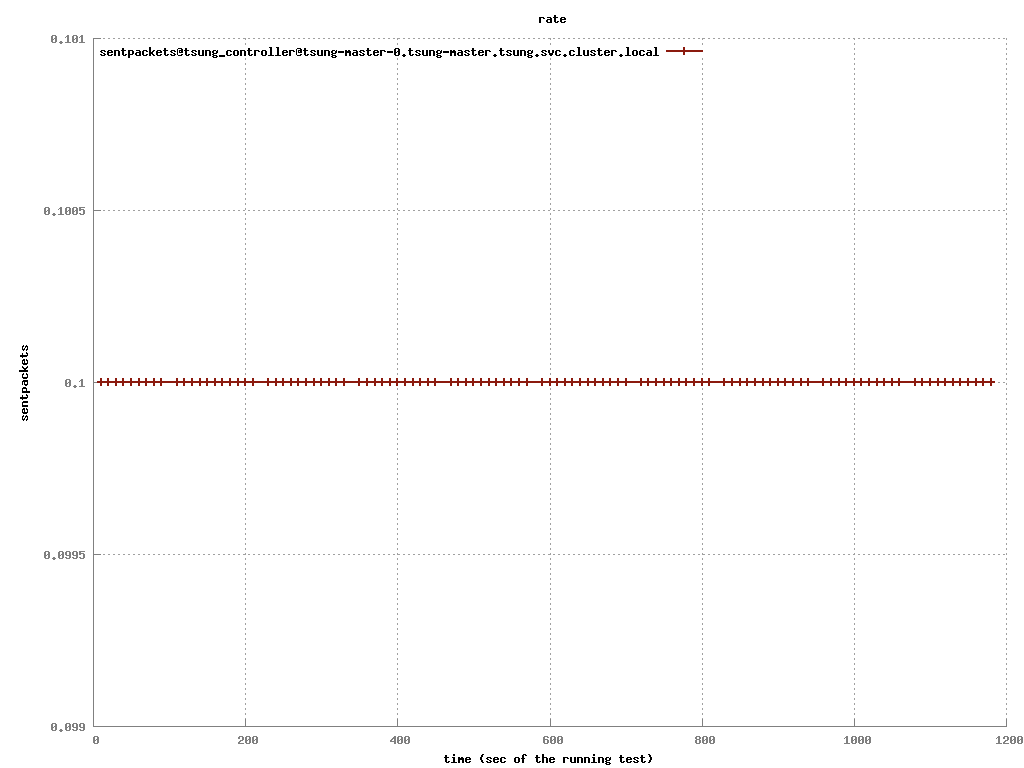 rate
0.101
sentpackets@tsung_controller@tsung-master-0.tsung-master.tsung.svc.cluster.local
0.1005
sentpackets
0.1
0.0995
0.099
0 200 400 600 800 1000 1200
time (sec of the running test)